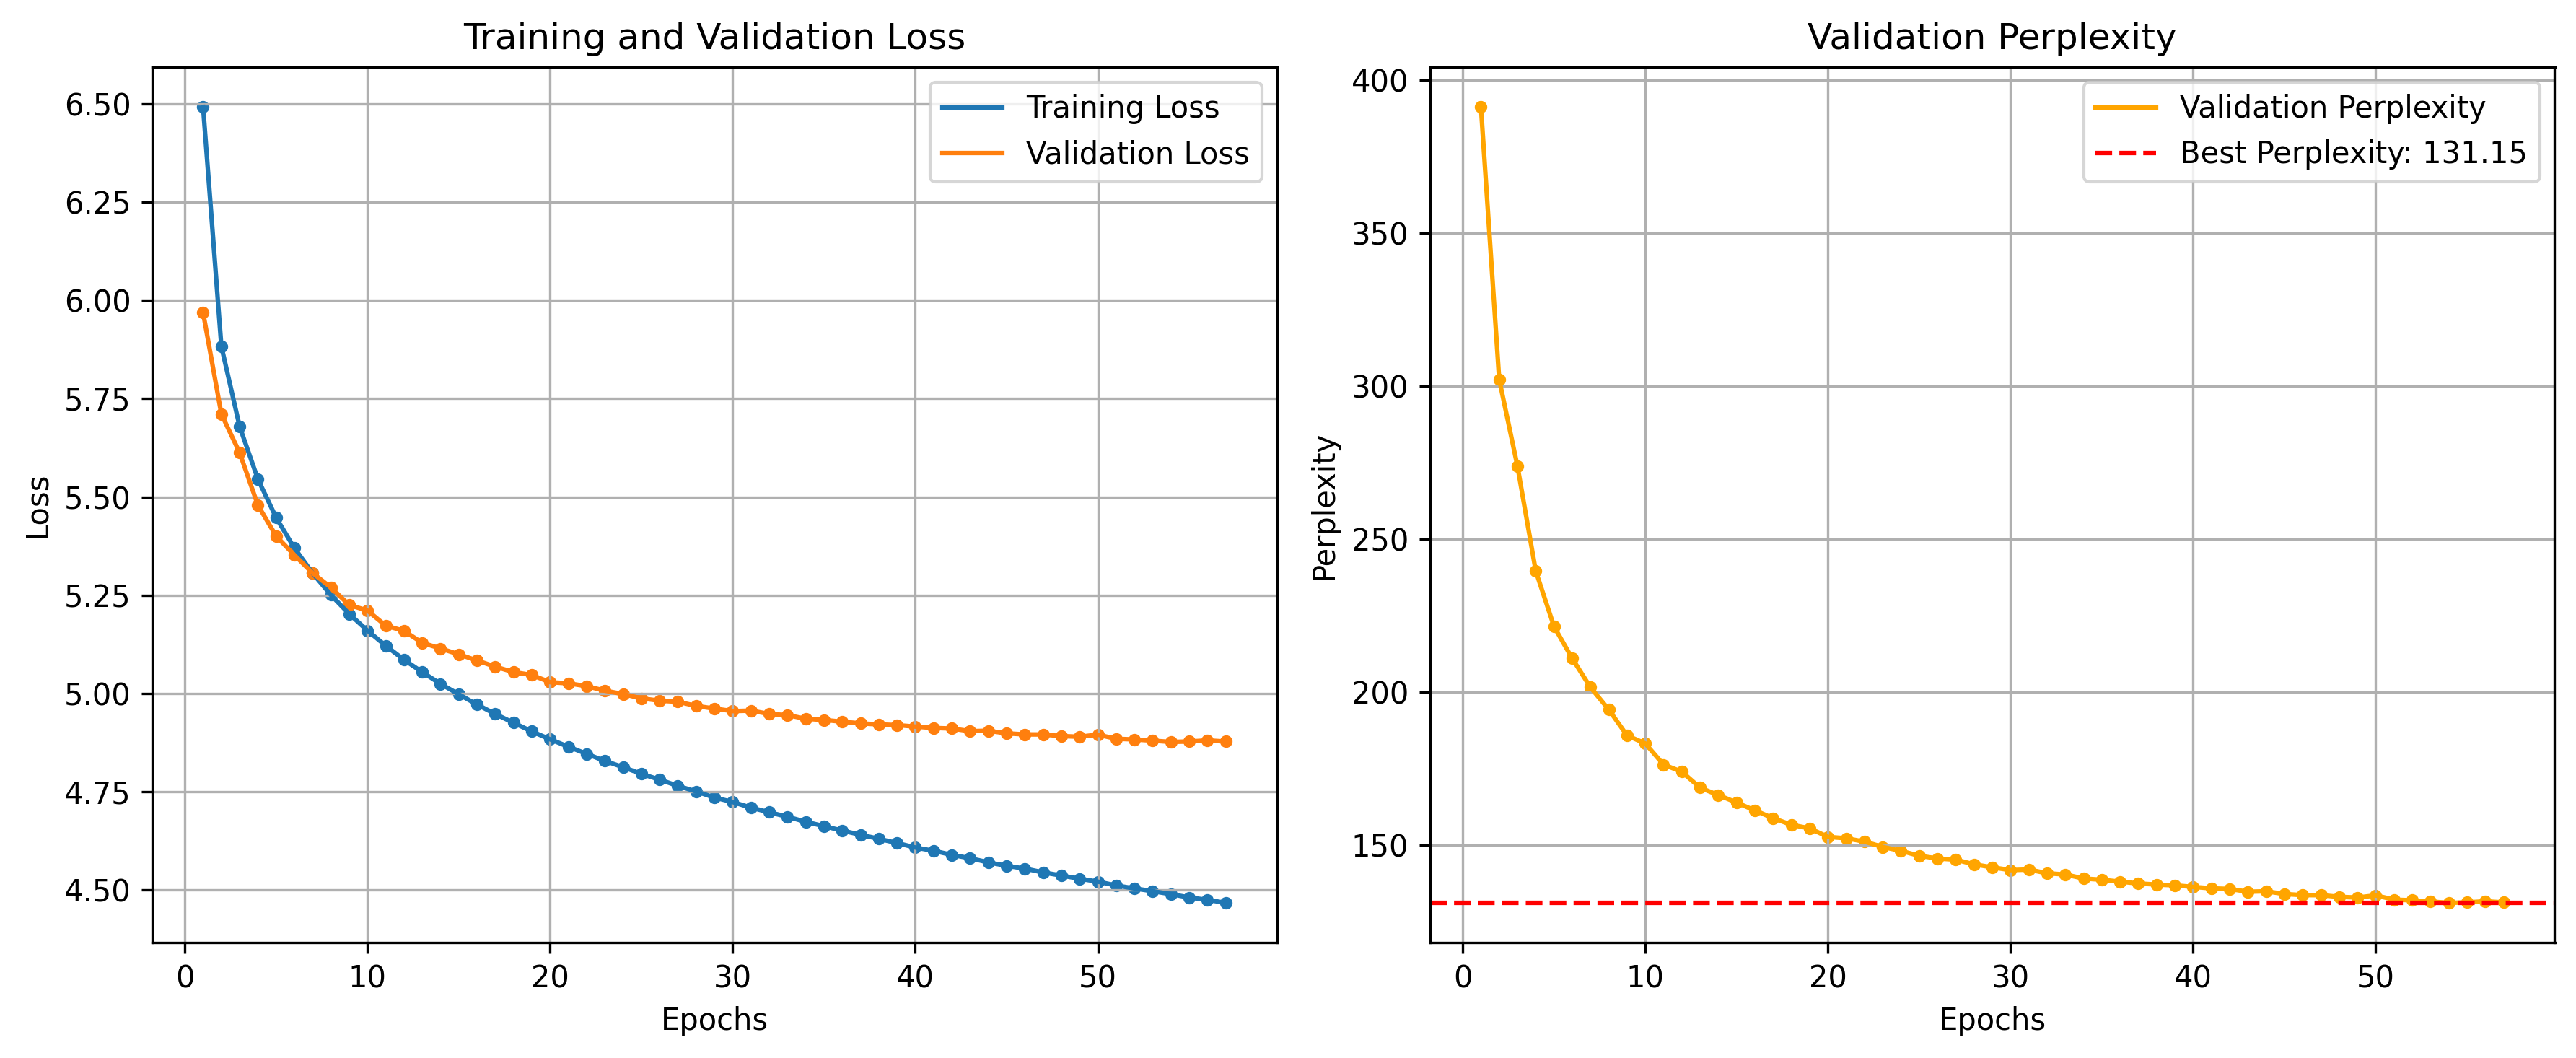 Training and Validation Loss
6.50
6.25
6.00
5.75
5.50
5.25
5.00
4.75
4.50
Loss
Training Loss
Validation Loss
0 10 20 30 40 50
Epochs
Validation Perplexity
400
350
300
250
200
150
Perplexity
Validation Perplexity
Best Perplexity: 131.15
0 10 20 30 40 50
Epochs